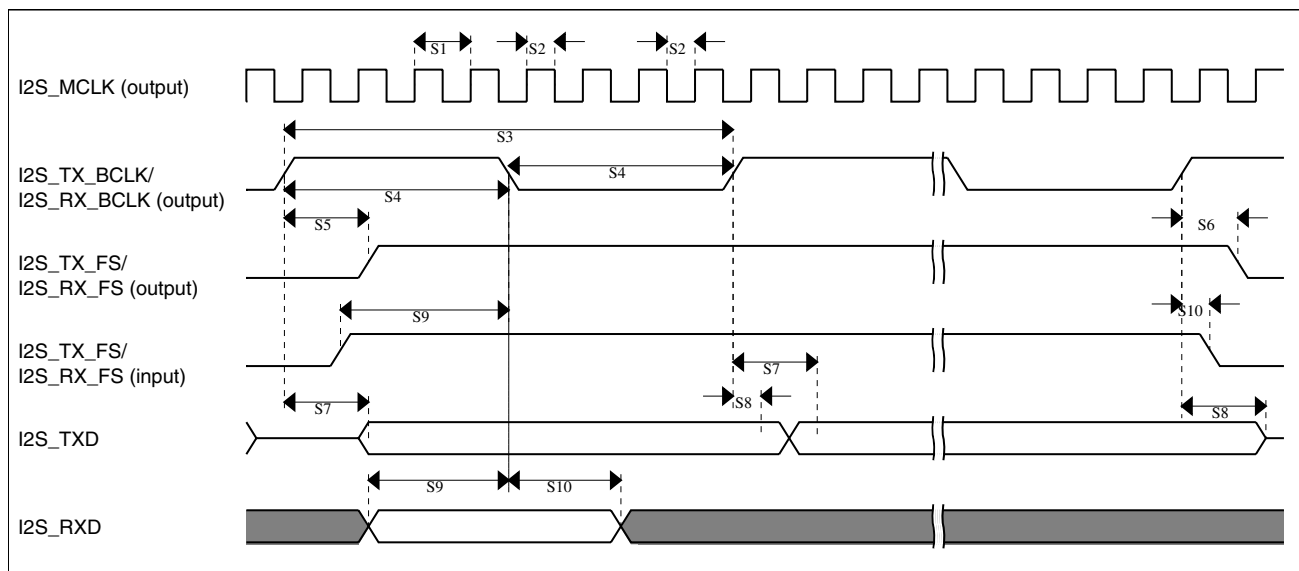 S1
S2
S2
I2S_MCLK (output)
S3
I2S_TX_BCLK/
I2S_RX_BCLK (output)
S4
S4
S5
S6
I2S_TX_FS/
I2S_RX_FS (output)
S9
S10
I2S_TX_FS/
I2S_RX_FS (input)
S7
S7
S8
S8
I2S_TXD
S9
S10
I2S_RXD